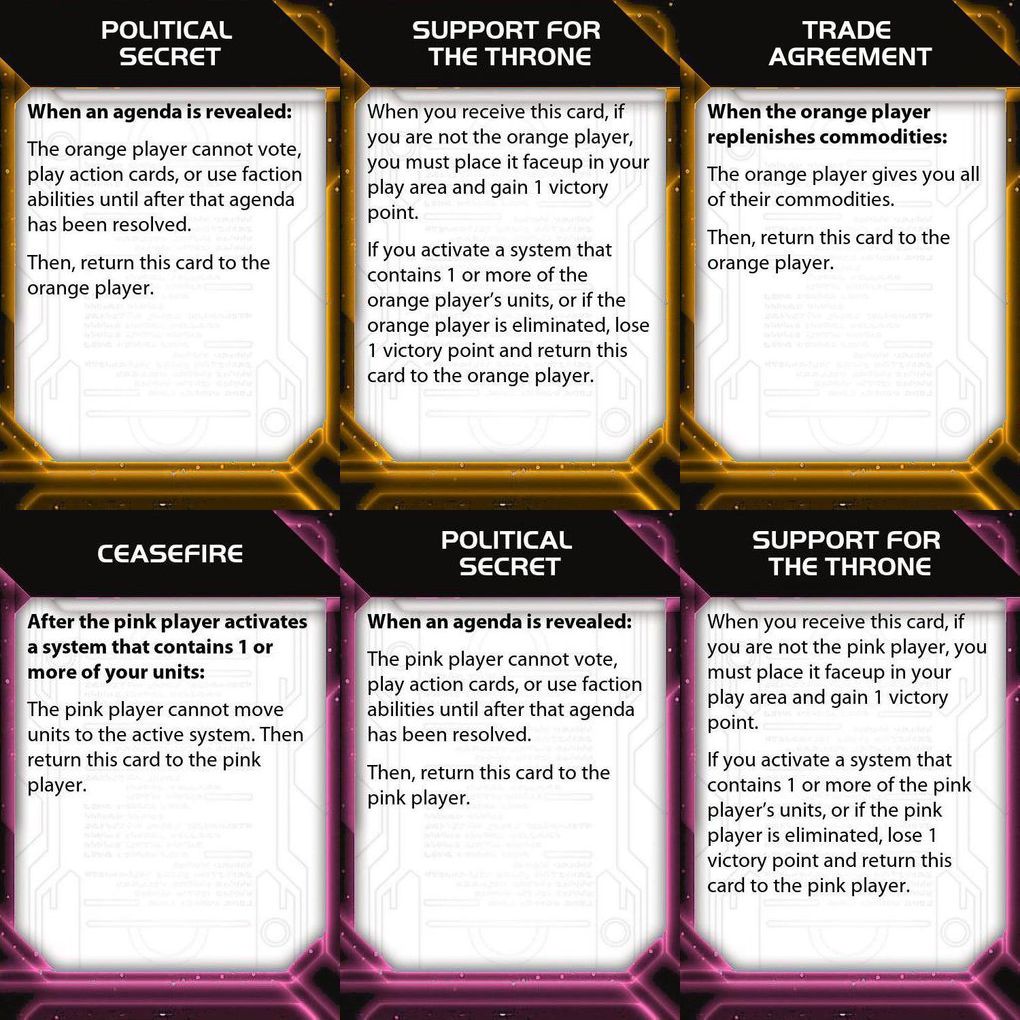 POLITICAL
SECRET
When an agenda is revealed:
The orange player cannot vote,
play action cards, or use faction
abilities until after that agenda
has been resolved.
Then, return this card to the
orange player.
SUPPORT FOR
THE THRONE
When you receive this card, if
you are not the orange player,
you must place it faceup in your
play area and gain 1 victory
point.
If you activate a system that
contains 1 or more of the
orange player’s units, or if the
orange player is eliminated, lose
1 victory point and return this
card to the orange player.
TRADE
AGREEMENT
When the orange player
replenishes commodities:
The orange player gives you all
of their commodities.
Then, return this card to the
orange player.
CEASEFIRE
After the pink player activates
a system that contains 1 or
more of your units:
The pink player cannot move
units to the active system. Then
return this card to the pink
player.
POLITICAL
SECRET
When an agenda is revealed:
The pink player cannot vote,
play action cards, or use faction
abilities until after that agenda
has been resolved.
Then, return this card to the
pink player.
SUPPORT FOR
THE THRONE
When you receive this card, if
you are not the pink player, you
must place it faceup in your
play area and gain 1 victory
point.
If you activate a system that
contains 1 or more of the pink
player’s units, or if the pink
player is eliminated, lose 1
victory point and return this
card to the pink player.